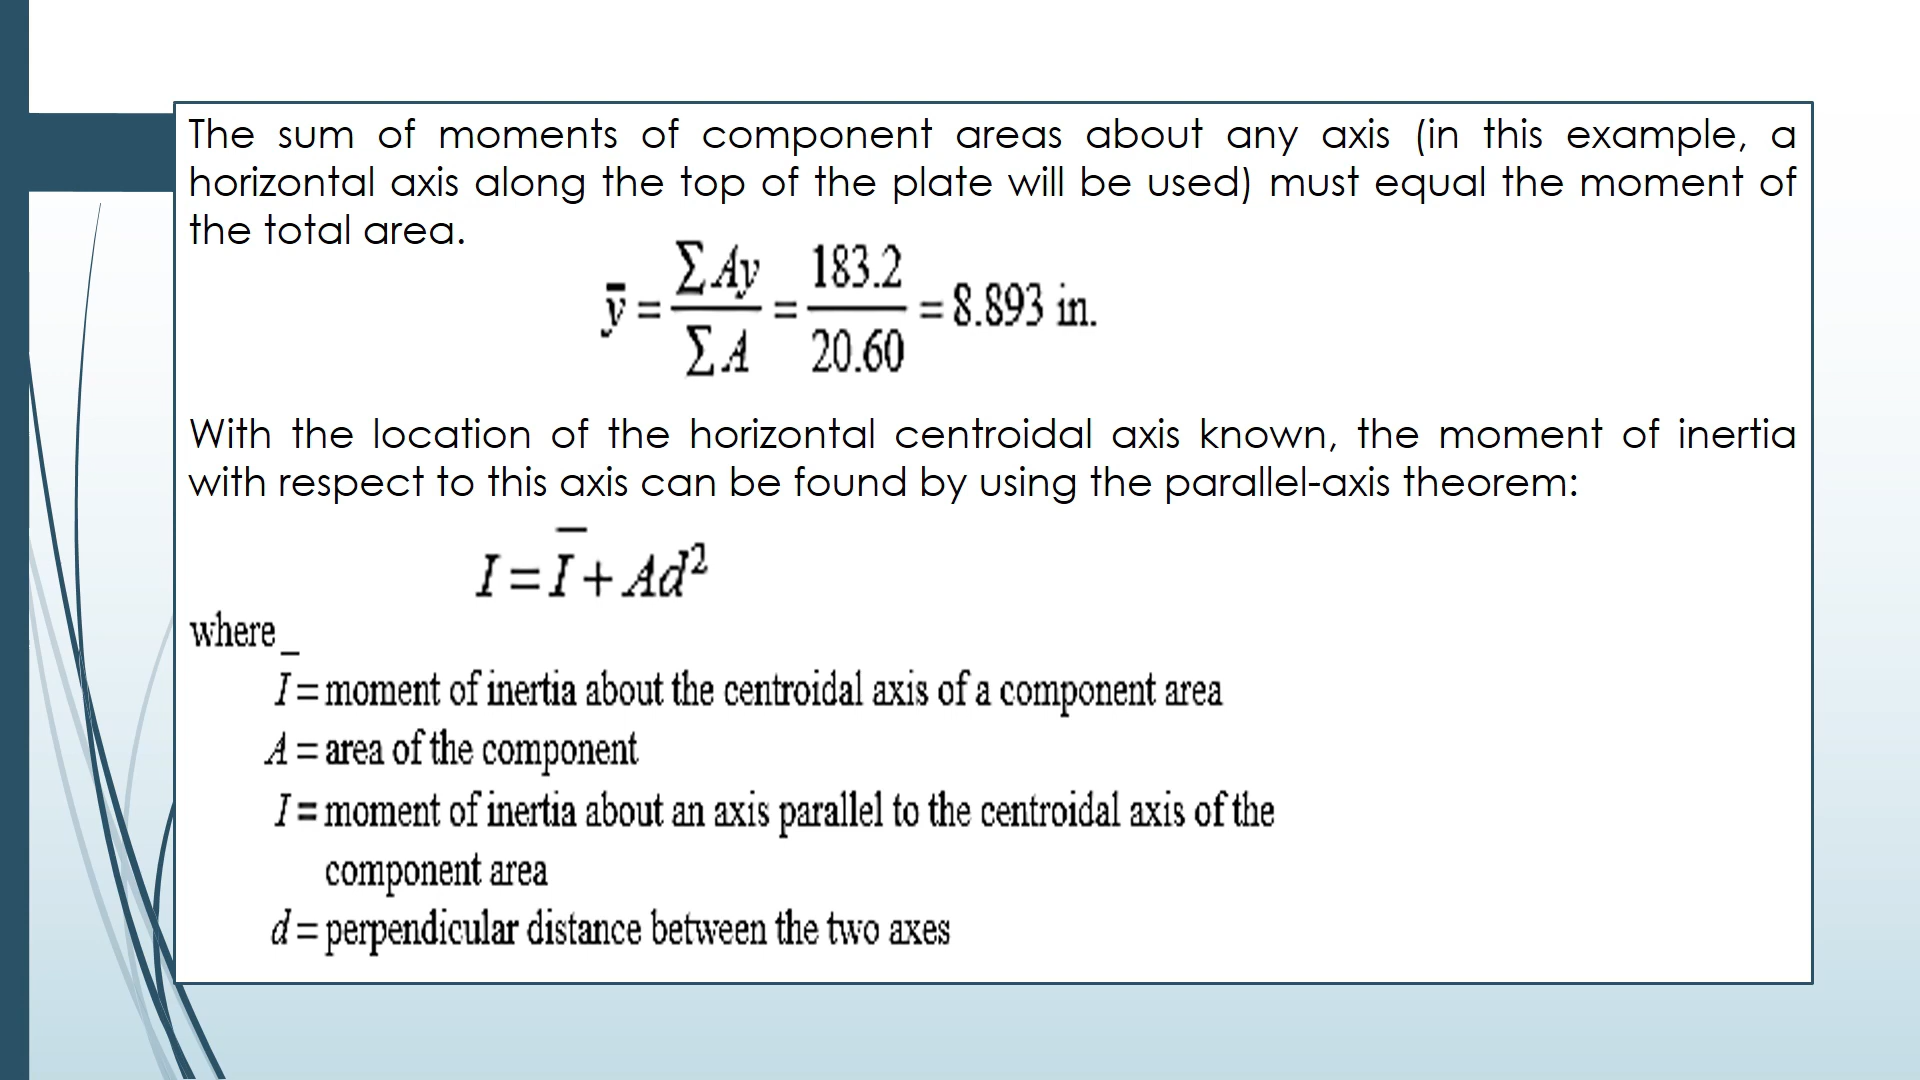 The sum of moments of component areas about any axis (in this example, a
horizontal axis along the top of the plate will be used) must equal the moment of
the total area.
ȳ = ΣAy / ΣA = 183.2 / 20.60 = 8.893 in.
With the location of the horizontal centroidal axis known, the moment of inertia
with respect to this axis can be found by using the parallel-axis theorem:
I = Ī + Ad²
where
Ī = moment of inertia about the centroidal axis of a component area
A = area of the component
I = moment of inertia about an axis parallel to the centroidal axis of the
component area
d = perpendicular distance between the two axes